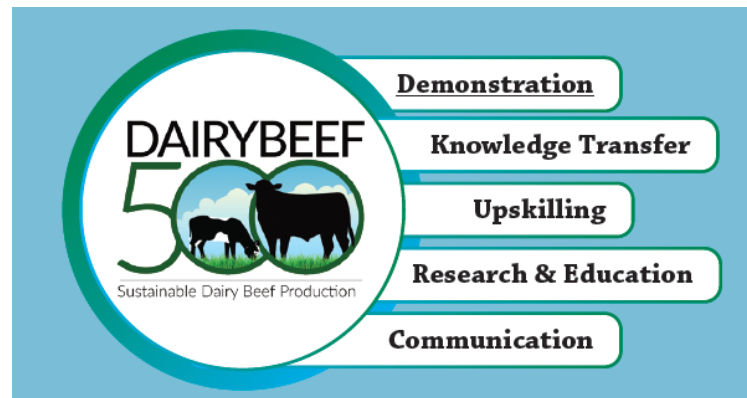 DAIRYBEEF
500
Sustainable Dairy Beef Production
Demonstration
Knowledge Transfer
Upskilling
Research & Education
Communication